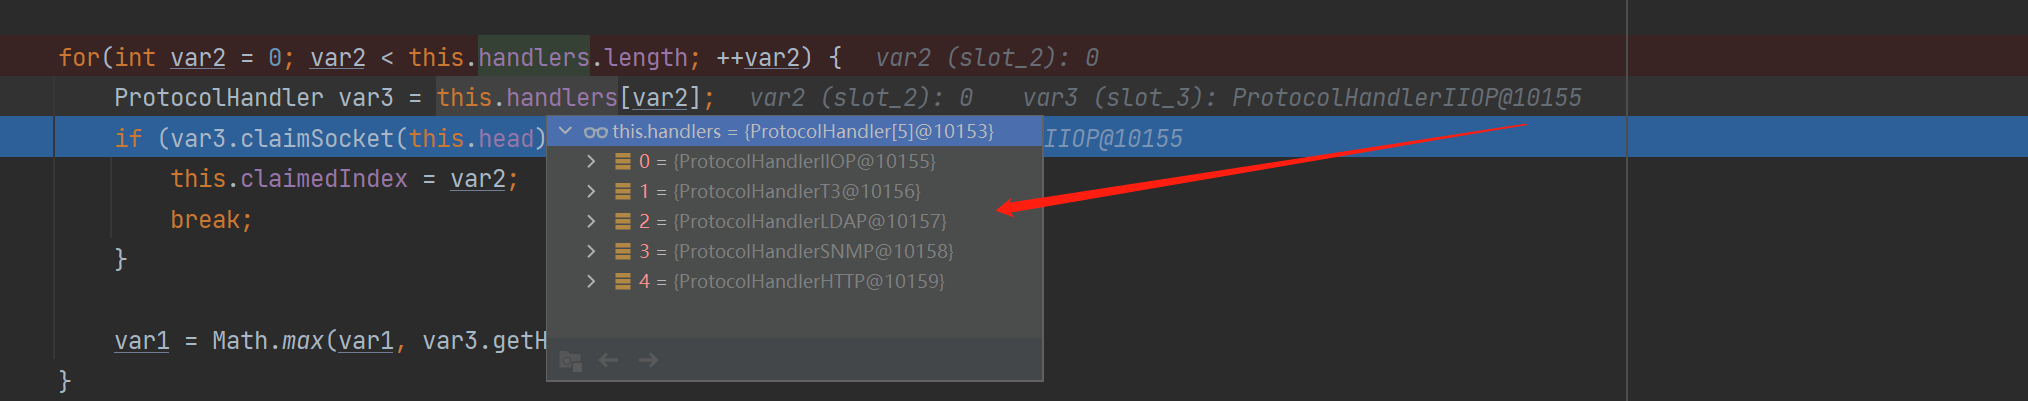 for(int var2 = 0; var2 < this.handlers.length; ++var2) { var2 (slot_2): 0
ProtocolHandler var3 = this.handlers[var2]; var2 (slot_2): 0 var3 (slot_3): ProtocolHandlerIIOP@10155
if (var3.claimSocket(this.head) IIOP@10155
this.handlers = {ProtocolHandler[5]@10153}
0 = {ProtocolHandlerIIOP@10155}
1 = {ProtocolHandlerT3@10156}
2 = {ProtocolHandlerLDAP@10157}
3 = {ProtocolHandlerSNMP@10158}
4 = {ProtocolHandlerHTTP@10159}
this.claimedIndex = var2;
break;
}
var1 = Math.max(var1, var3.getH
}